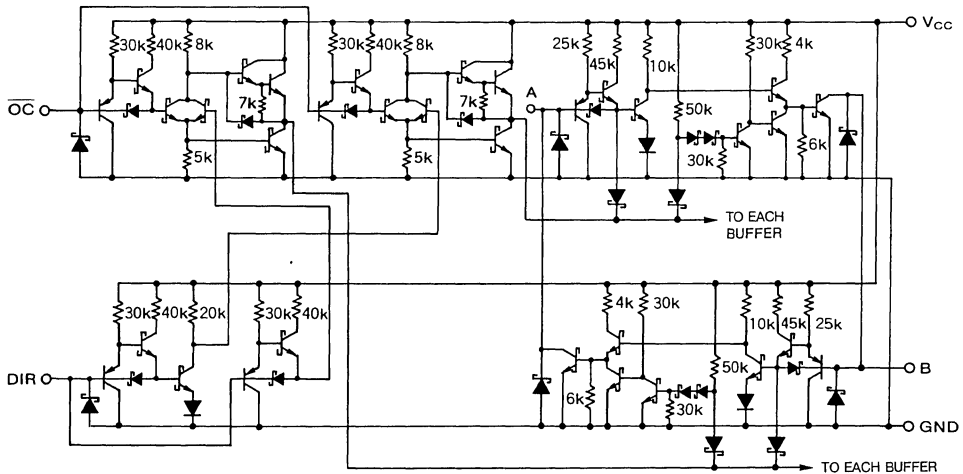 V_CC
30k 40k 8k 30k 40k 8k 25k 45k 10k 30k 4k
50k
OC̅ 7k 7k A
5k 5k 30k 6k
TO EACH
BUFFER
30k 40k 20k 30k 40k 4k 30k 10k 45k 25k
50k
DIR B
6k 30k
GND
TO EACH BUFFER